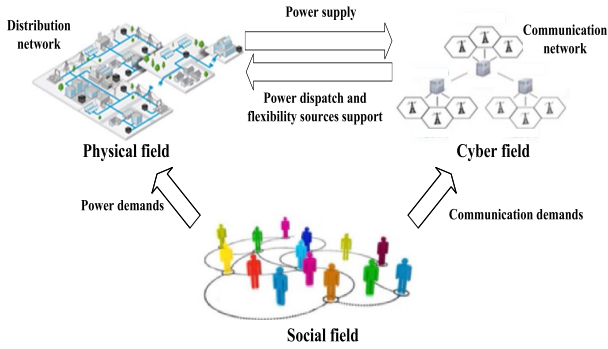 Power supply
Distribution
network
Communication
network
Power dispatch and
flexibility sources support
Physical field
Cyber field
Power demands
Communication demands
Social field